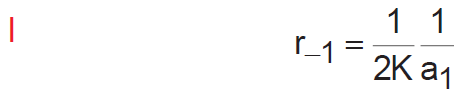 I r_–1 = 1/2K 1/a_1